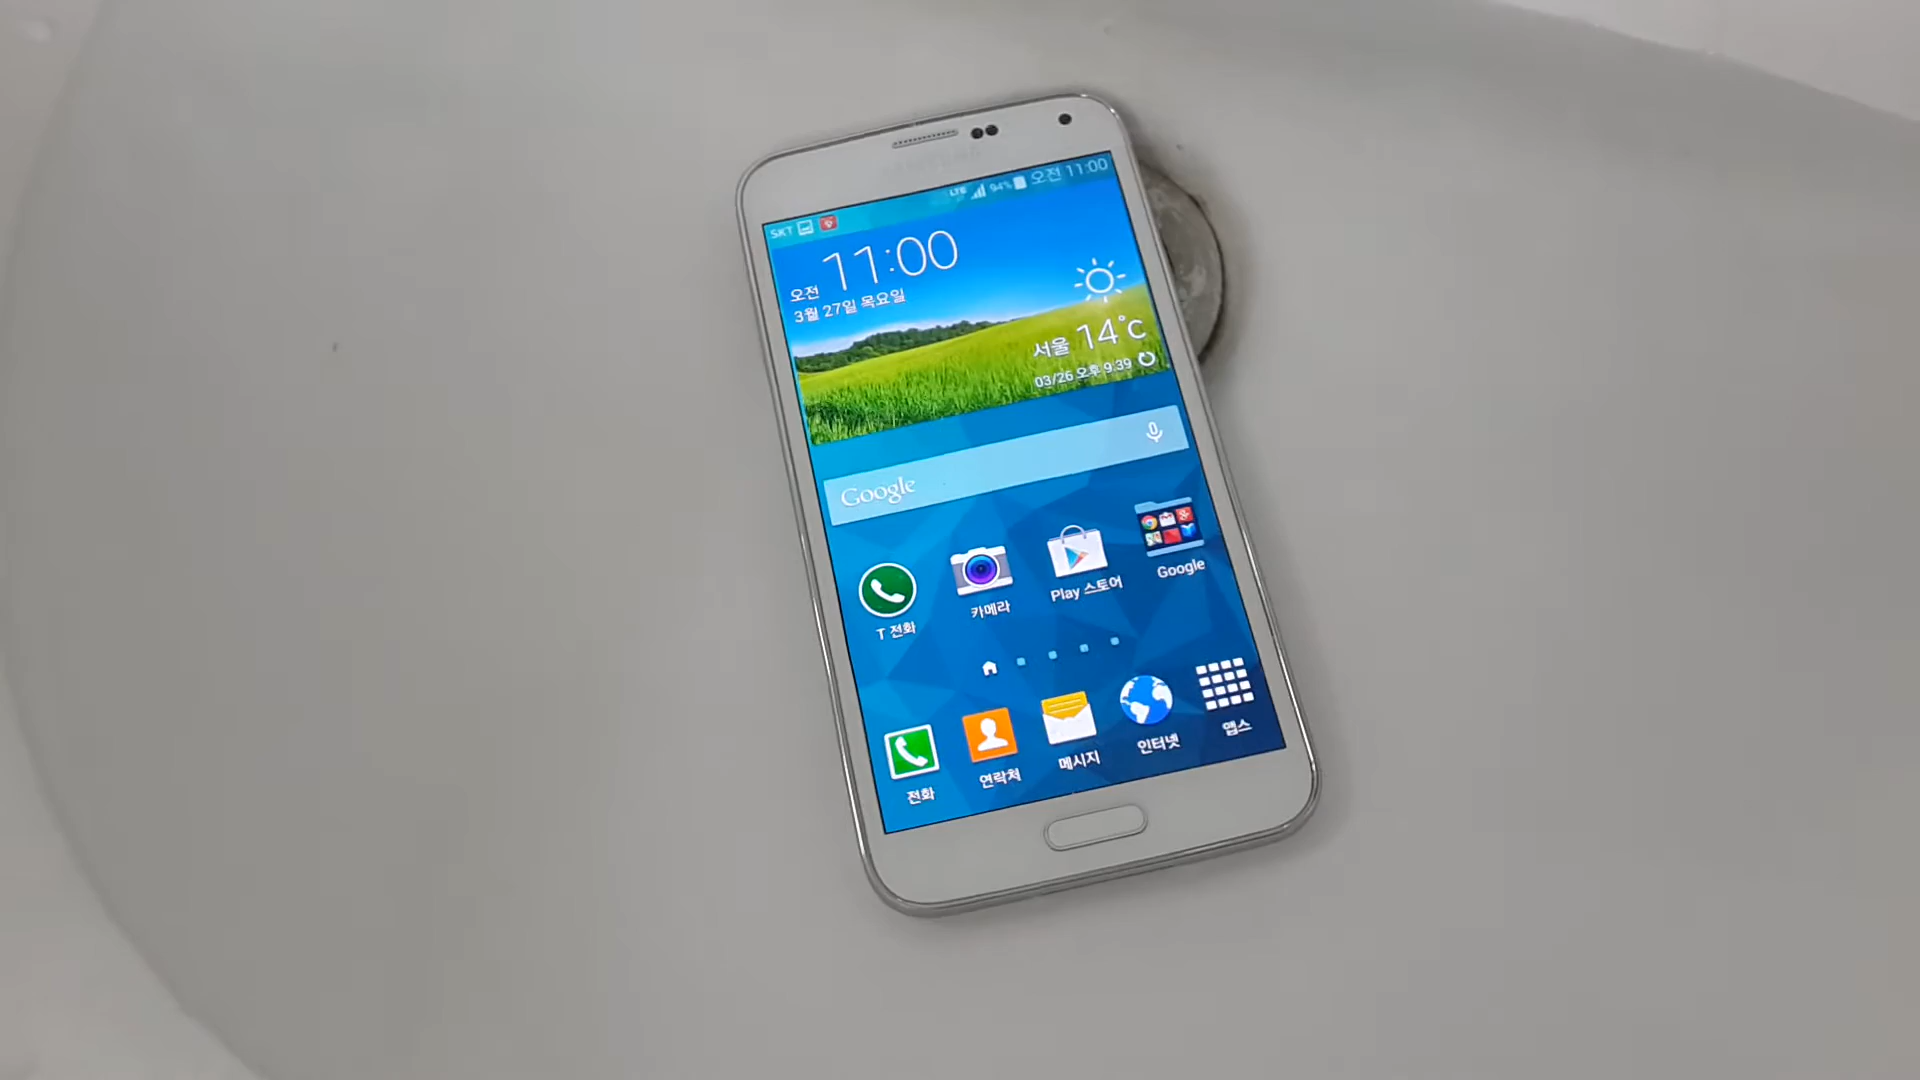 SKT LTE 94% 오전 11:00
11:00
오전
3월 27일 목요일
서울 14°C
03/26 오후 9:39
Google
T 전화
카메라
Play 스토어
Google
전화
연락처
메시지
인터넷
앱스